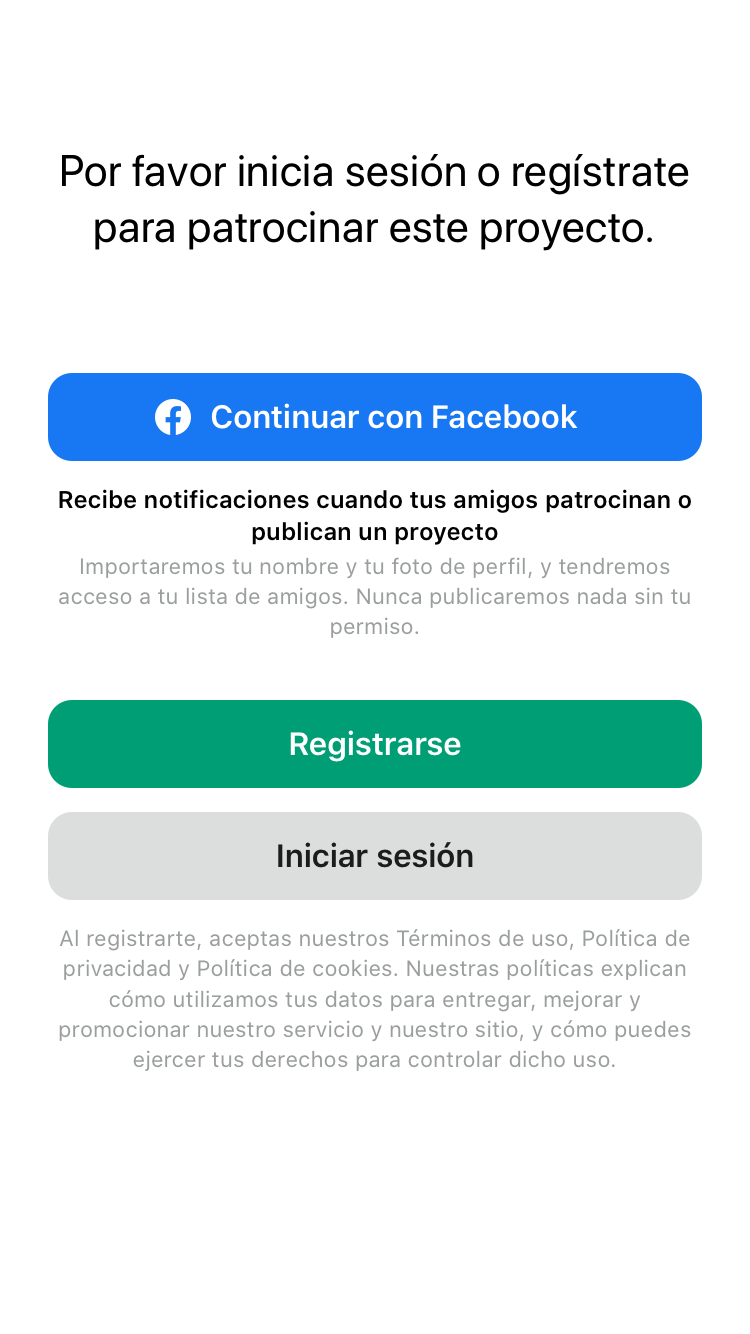 Por favor inicia sesión o regístrate
para patrocinar este proyecto.
Continuar con Facebook
Recibe notificaciones cuando tus amigos patrocinan o
publican un proyecto
Importaremos tu nombre y tu foto de perfil, y tendremos
acceso a tu lista de amigos. Nunca publicaremos nada sin tu
permiso.
Registrarse
Iniciar sesión
Al registrarte, aceptas nuestros Términos de uso, Política de
privacidad y Política de cookies. Nuestras políticas explican
cómo utilizamos tus datos para entregar, mejorar y
promocionar nuestro servicio y nuestro sitio, y cómo puedes
ejercer tus derechos para controlar dicho uso.